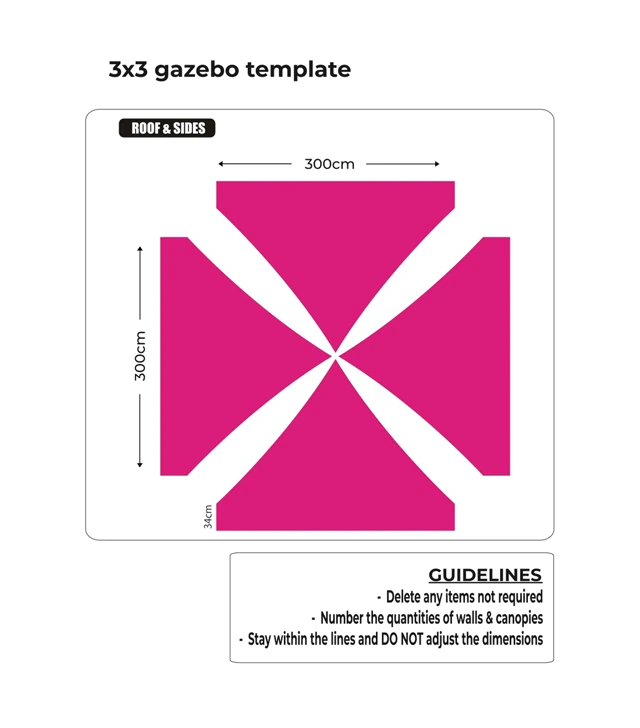 3x3 gazebo template
ROOF & SIDES
300cm
300cm
34cm
GUIDELINES
- Delete any items not required
- Number the quantities of walls & canopies
- Stay within the lines and DO NOT adjust the dimensions